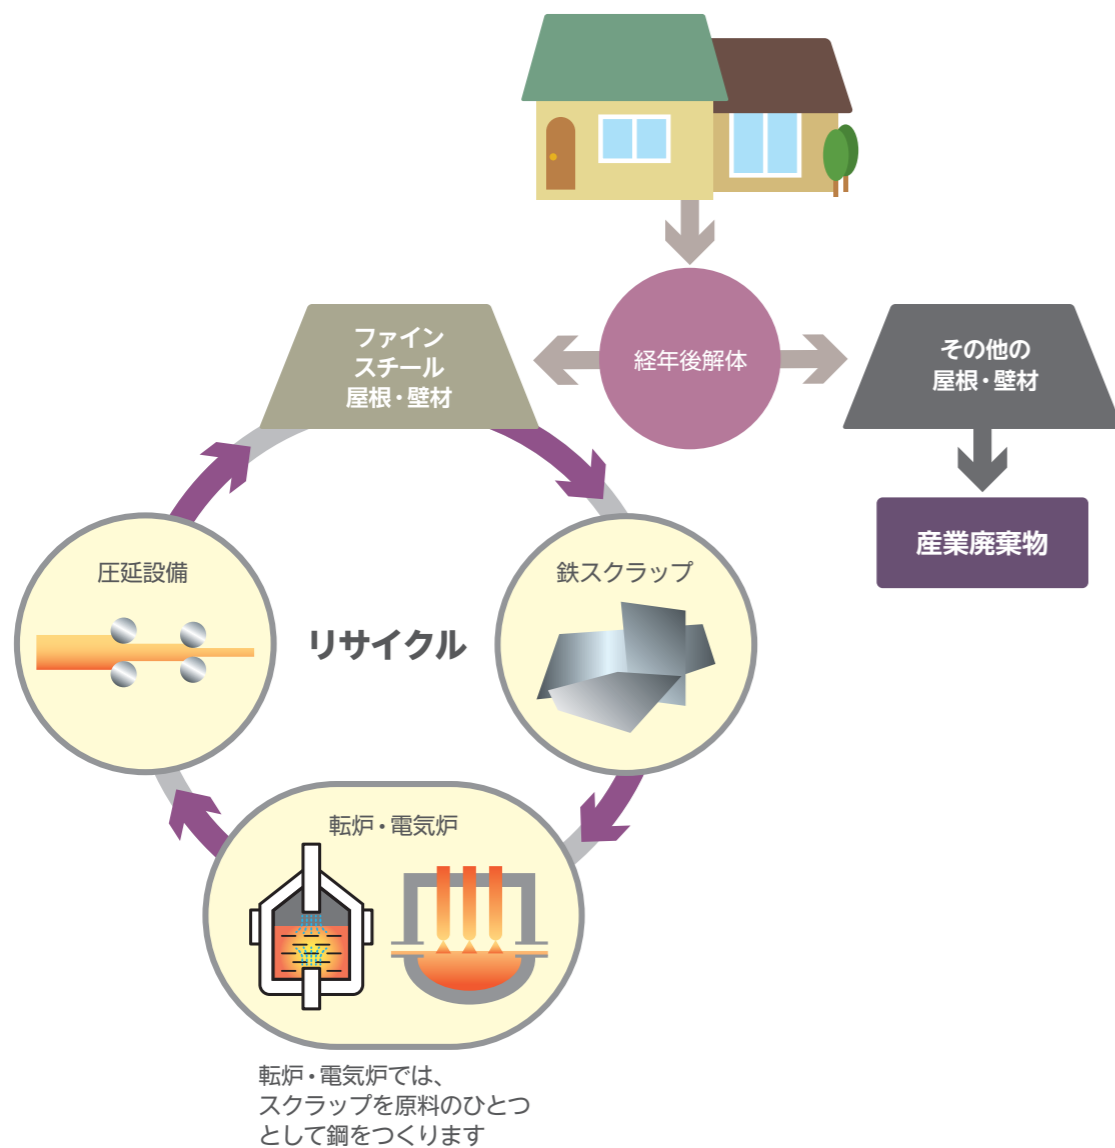 ファイン
スチール
屋根・壁材
経年後解体
その他の
屋根・壁材
産業廃棄物
圧延設備
リサイクル
鉄スクラップ
転炉・電気炉
転炉・電気炉では、
スクラップを原料のひとつ
として鋼をつくります